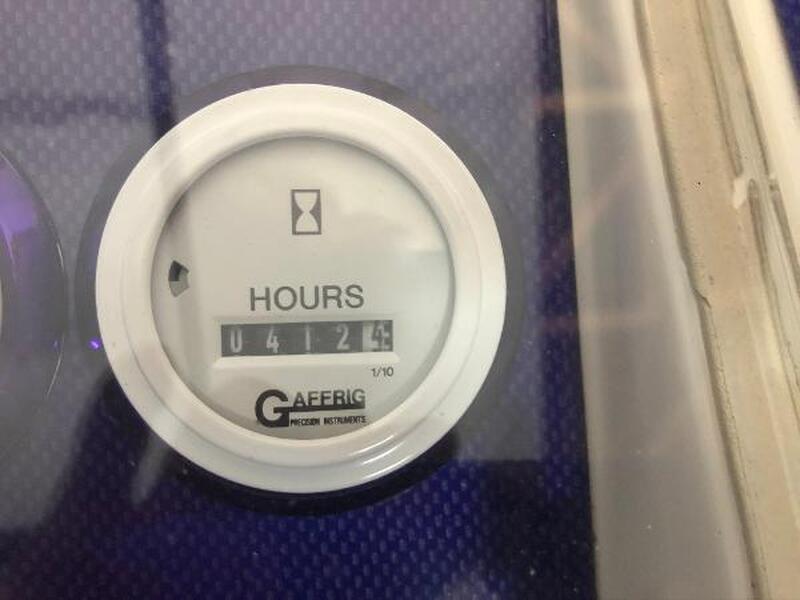 HOURS
0412
1/10
GAFFRIG
PRECISION INSTRUMENTS